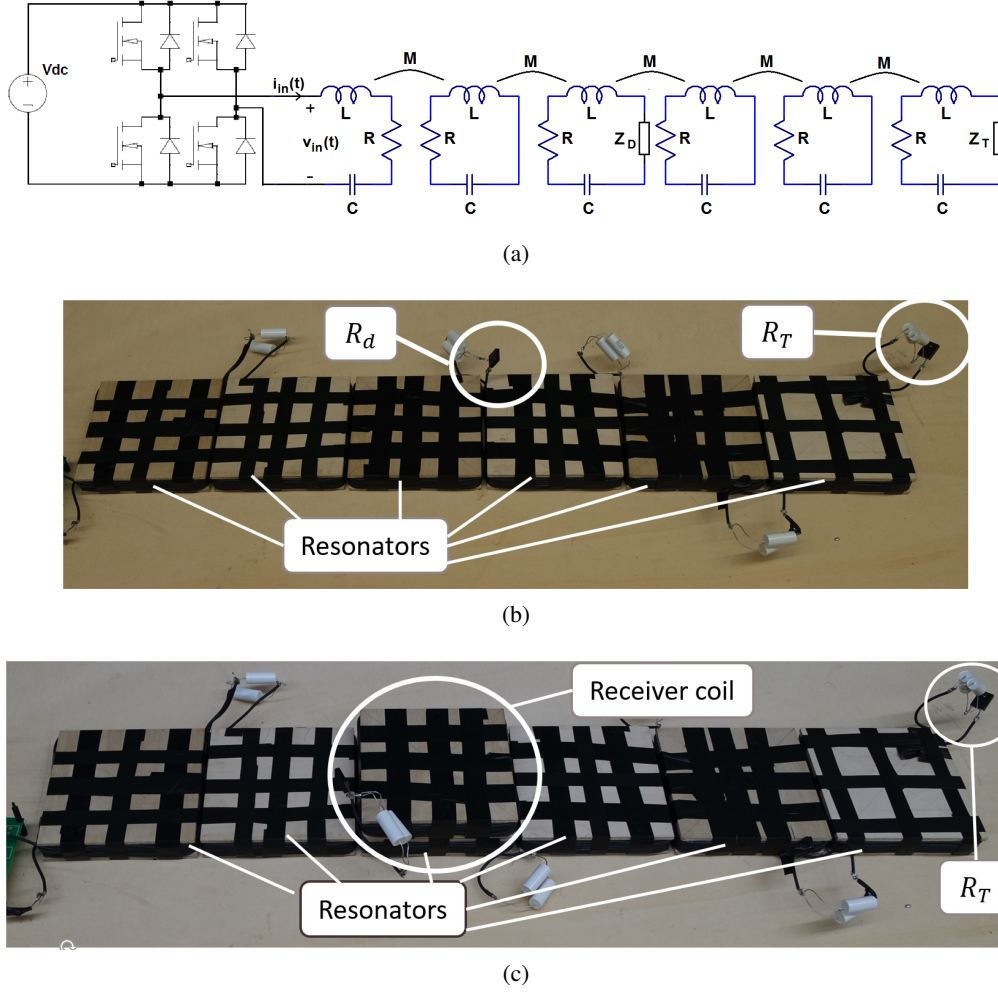 M M M M M
Vdc
i_in(t)
+ L L L L L L
v_in(t) R R R Z_D R R R Z_T
-
C C C C C C
(a)
R_d R_T
Resonators
(b)
Receiver coil
Resonators R_T
(c)